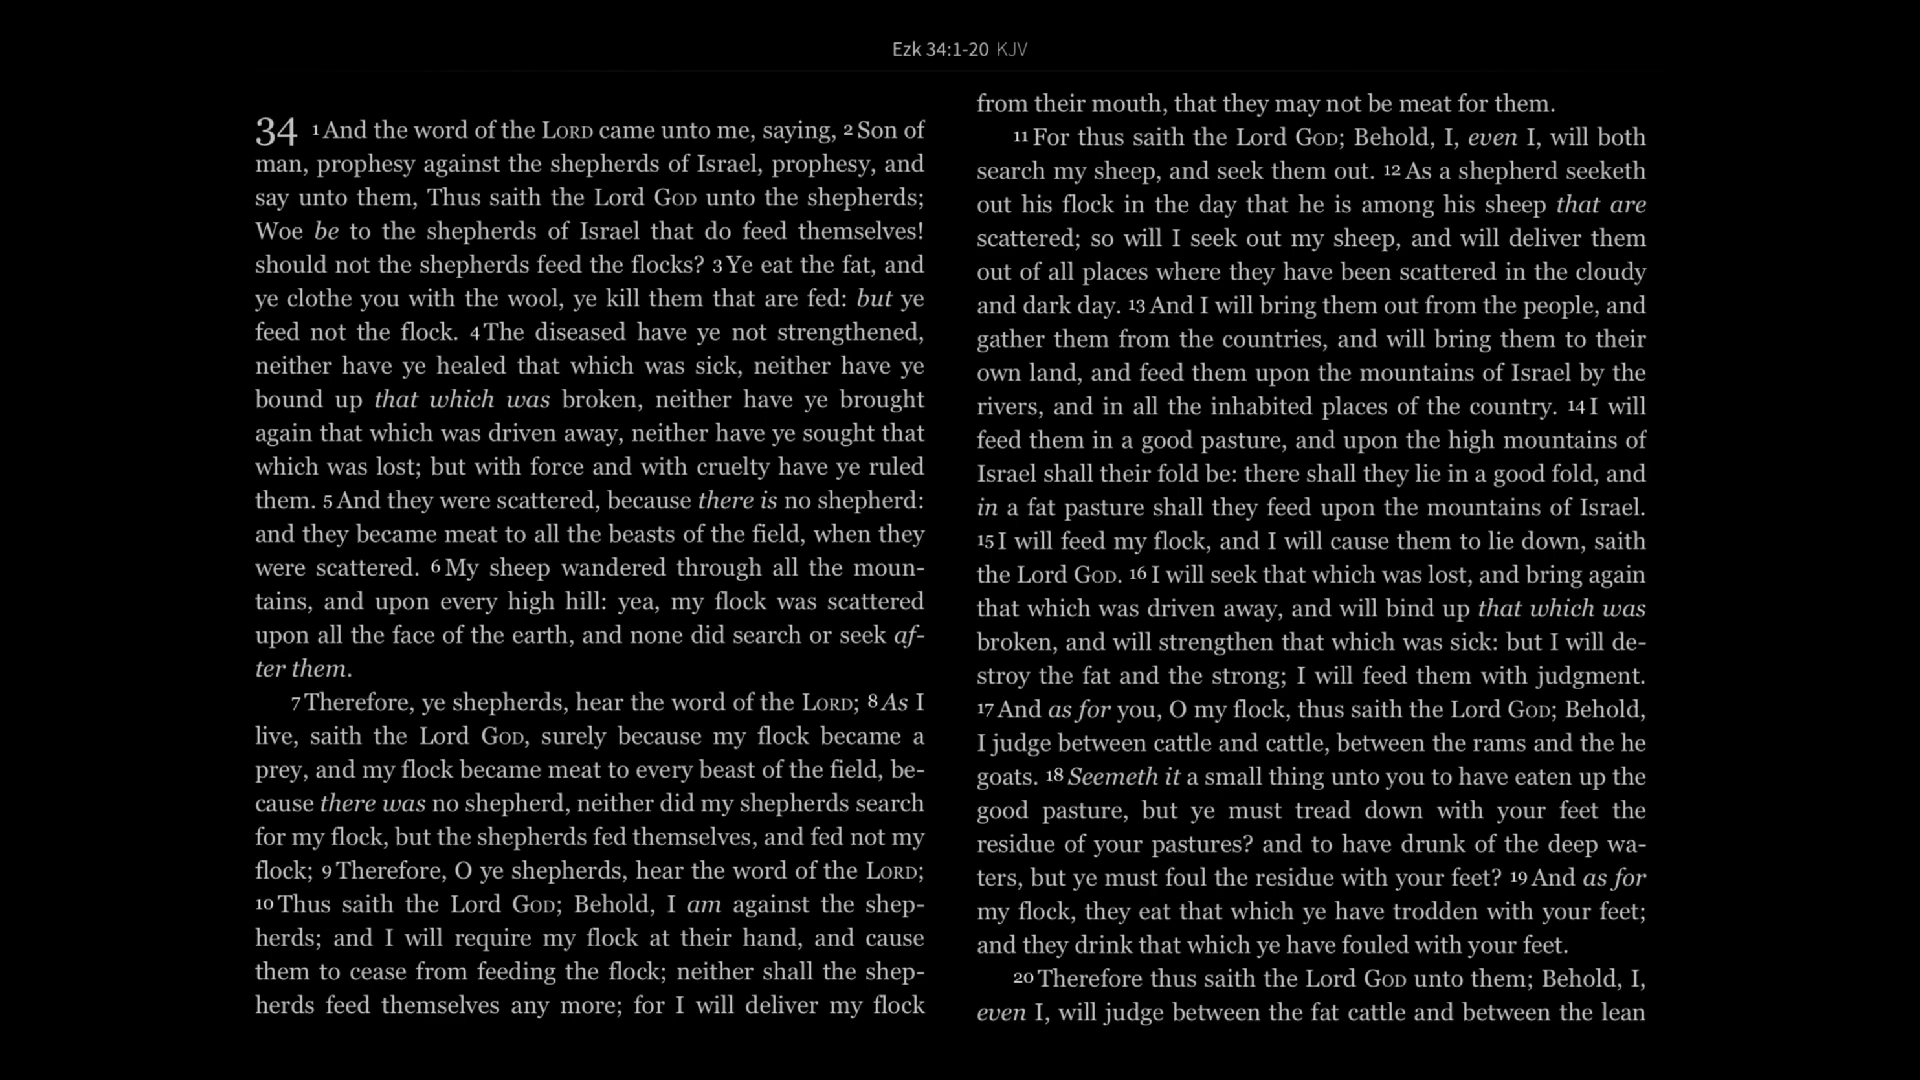 Ezk 34:1-20 KJV
34 1 And the word of the LORD came unto me, saying, 2 Son of
man, prophesy against the shepherds of Israel, prophesy, and
say unto them, Thus saith the Lord GOD unto the shepherds;
Woe be to the shepherds of Israel that do feed themselves!
should not the shepherds feed the flocks? 3 Ye eat the fat, and
ye clothe you with the wool, ye kill them that are fed: but ye
feed not the flock. 4 The diseased have ye not strengthened,
neither have ye healed that which was sick, neither have ye
bound up that which was broken, neither have ye brought
again that which was driven away, neither have ye sought that
which was lost; but with force and with cruelty have ye ruled
them. 5 And they were scattered, because there is no shepherd:
and they became meat to all the beasts of the field, when they
were scattered. 6 My sheep wandered through all the moun-
tains, and upon every high hill: yea, my flock was scattered
upon all the face of the earth, and none did search or seek af-
ter them.
7 Therefore, ye shepherds, hear the word of the LORD; 8 As I
live, saith the Lord GOD, surely because my flock became a
prey, and my flock became meat to every beast of the field, be-
cause there was no shepherd, neither did my shepherds search
for my flock, but the shepherds fed themselves, and fed not my
flock; 9 Therefore, O ye shepherds, hear the word of the LORD;
10 Thus saith the Lord GOD; Behold, I am against the shep-
herds; and I will require my flock at their hand, and cause
them to cease from feeding the flock; neither shall the shep-
herds feed themselves any more; for I will deliver my flock
from their mouth, that they may not be meat for them.
11 For thus saith the Lord GOD; Behold, I, even I, will both
search my sheep, and seek them out. 12 As a shepherd seeketh
out his flock in the day that he is among his sheep that are
scattered; so will I seek out my sheep, and will deliver them
out of all places where they have been scattered in the cloudy
and dark day. 13 And I will bring them out from the people, and
gather them from the countries, and will bring them to their
own land, and feed them upon the mountains of Israel by the
rivers, and in all the inhabited places of the country. 14 I will
feed them in a good pasture, and upon the high mountains of
Israel shall their fold be: there shall they lie in a good fold, and
in a fat pasture shall they feed upon the mountains of Israel.
15 I will feed my flock, and I will cause them to lie down, saith
the Lord GOD. 16 I will seek that which was lost, and bring again
that which was driven away, and will bind up that which was
broken, and will strengthen that which was sick: but I will de-
stroy the fat and the strong; I will feed them with judgment.
17 And as for you, O my flock, thus saith the Lord GOD; Behold,
I judge between cattle and cattle, between the rams and the he
goats. 18 Seemeth it a small thing unto you to have eaten up the
good pasture, but ye must tread down with your feet the
residue of your pastures? and to have drunk of the deep wa-
ters, but ye must foul the residue with your feet? 19 And as for
my flock, they eat that which ye have trodden with your feet;
and they drink that which ye have fouled with your feet.
20 Therefore thus saith the Lord GOD unto them; Behold, I,
even I, will judge between the fat cattle and between the lean